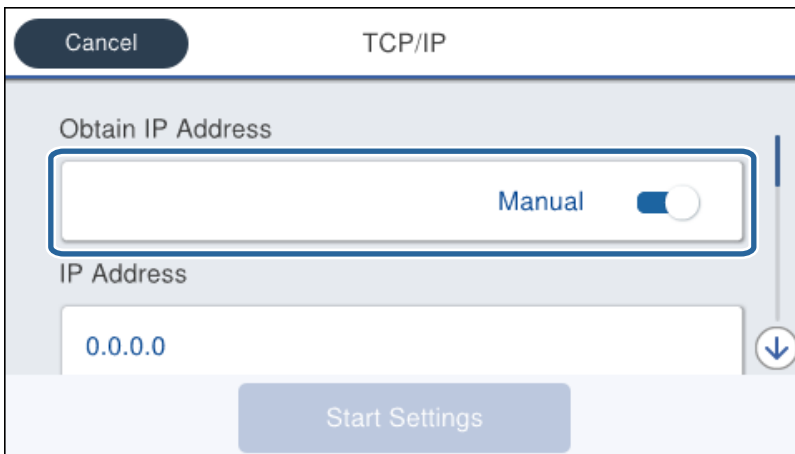 Cancel
TCP/IP
Obtain IP Address
Manual
IP Address
0.0.0.0
Start Settings